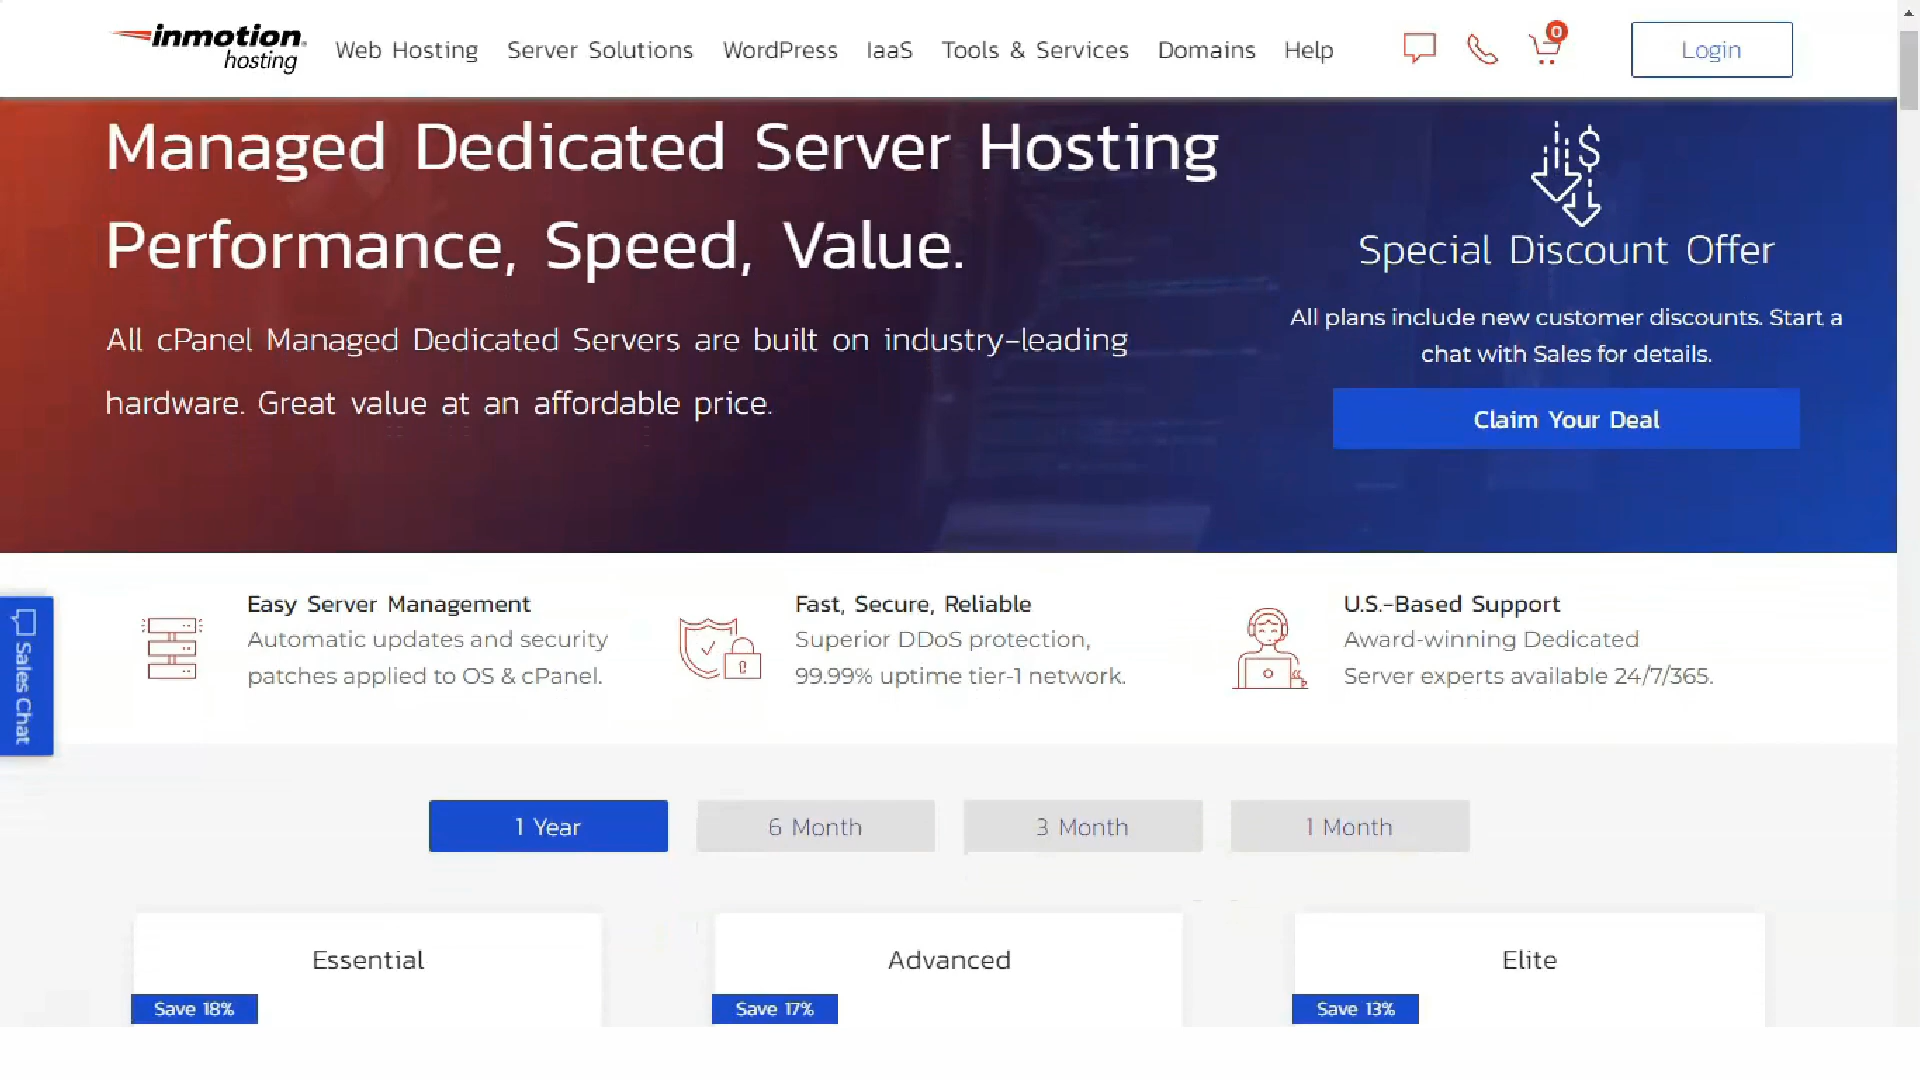 inmotion hosting
Web Hosting Server Solutions WordPress IaaS Tools & Services Domains Help 0 Login
Managed Dedicated Server Hosting
Performance, Speed, Value.
All cPanel Managed Dedicated Servers are built on industry-leading
hardware. Great value at an affordable price.
Special Discount Offer
All plans include new customer discounts. Start a
chat with Sales for details.
Claim Your Deal
Sales Chat
Easy Server Management
Automatic updates and security
patches applied to OS & cPanel.
Fast, Secure, Reliable
Superior DDoS protection,
99.99% uptime tier-1 network.
U.S.-Based Support
Award-winning Dedicated
Server experts available 24/7/365.
1 Year 6 Month 3 Month 1 Month
Essential
Save 18%
Advanced
Save 17%
Elite
Save 13%